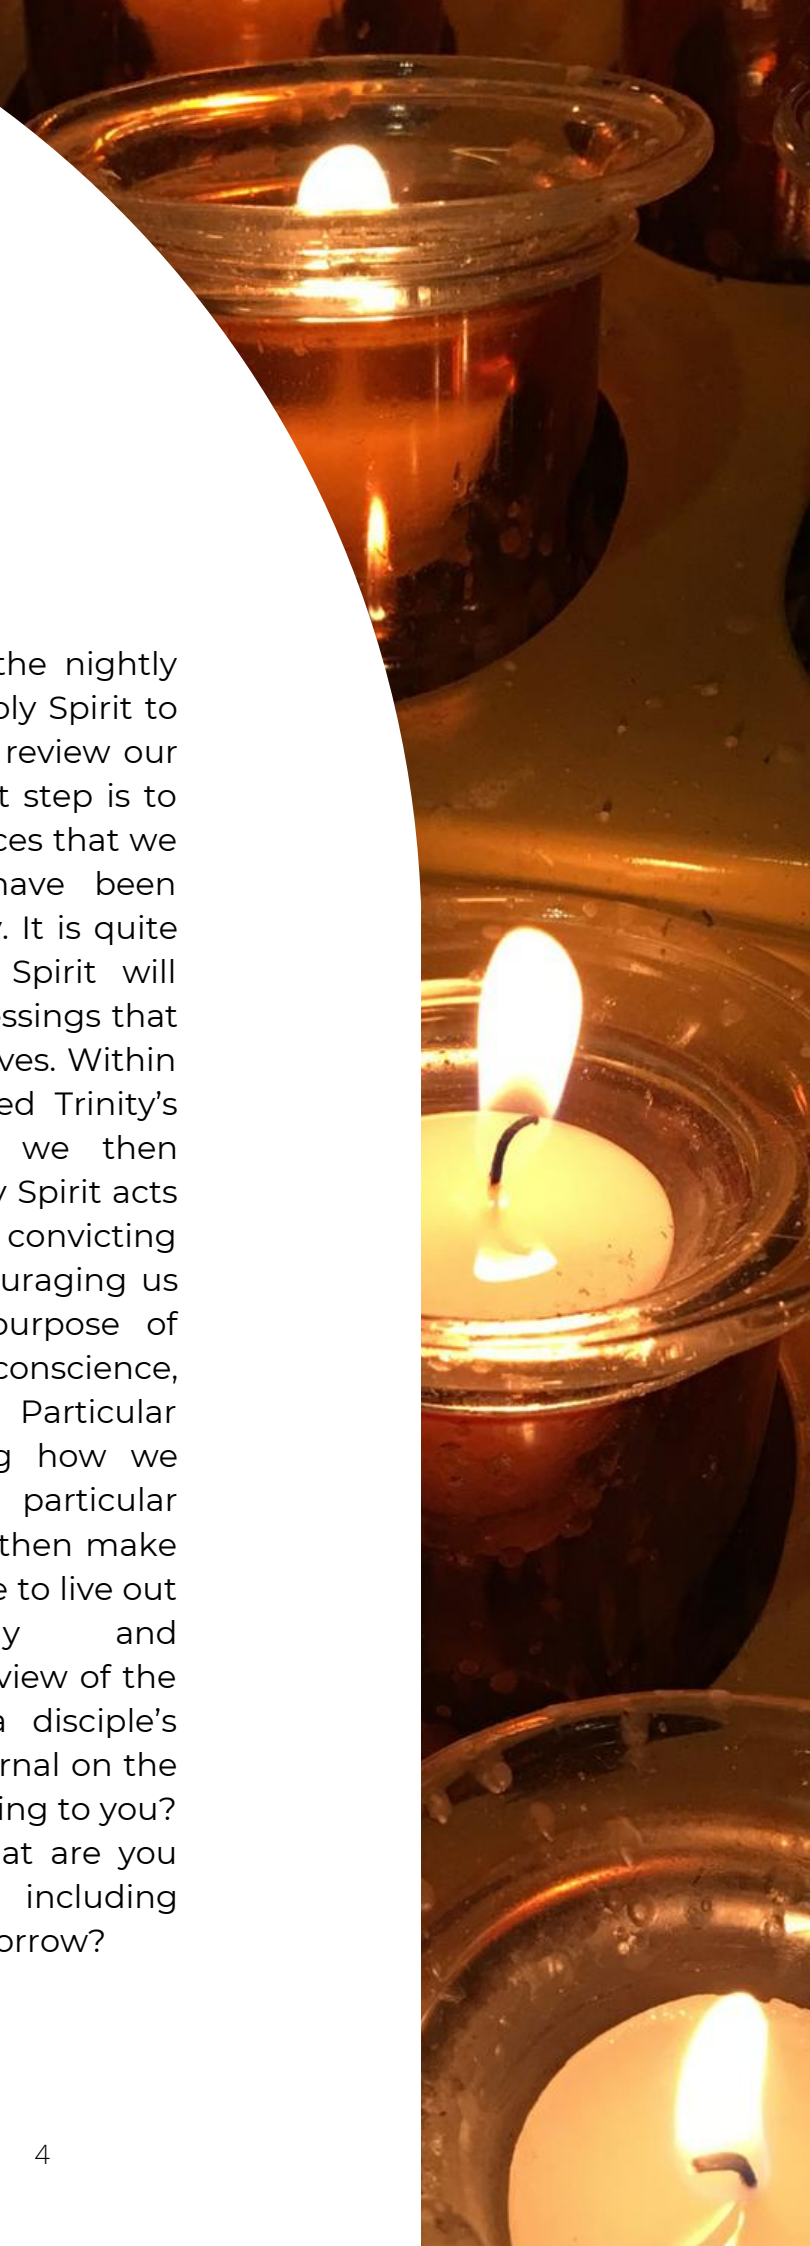 the nightly
oly Spirit to
review our
t step is to
ces that we
have been
y. It is quite
Spirit will
essings that
ves. Within
ed Trinity’s
we then
y Spirit acts
convicting
uraging us
purpose of
conscience,
Particular
g how we
particular
then make
e to live out
y and
view of the
a disciple’s
rnal on the
ing to you?
at are you
including
orrow?
4